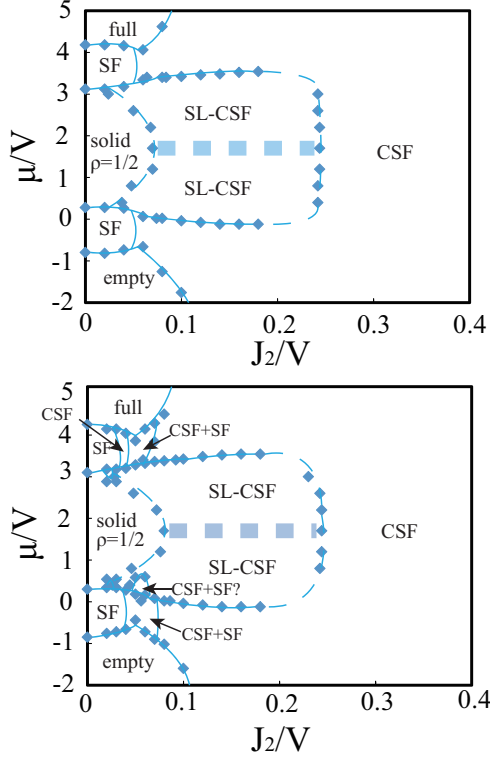 5
full
4
SF
3
SL-CSF
μ/V
2
solid
ρ=1/2
CSF
1
SL-CSF
0
SF
-1
empty
-2
0
0.1
0.2
0.3
0.4
J₂/V
5
full
CSF
CSF+SF
4
SF
3
SL-CSF
μ/V
2
solid
ρ=1/2
CSF
1
SL-CSF
CSF+SF?
0
SF
CSF+SF
-1
empty
-2
0
0.1
0.2
0.3
0.4
J₂/V